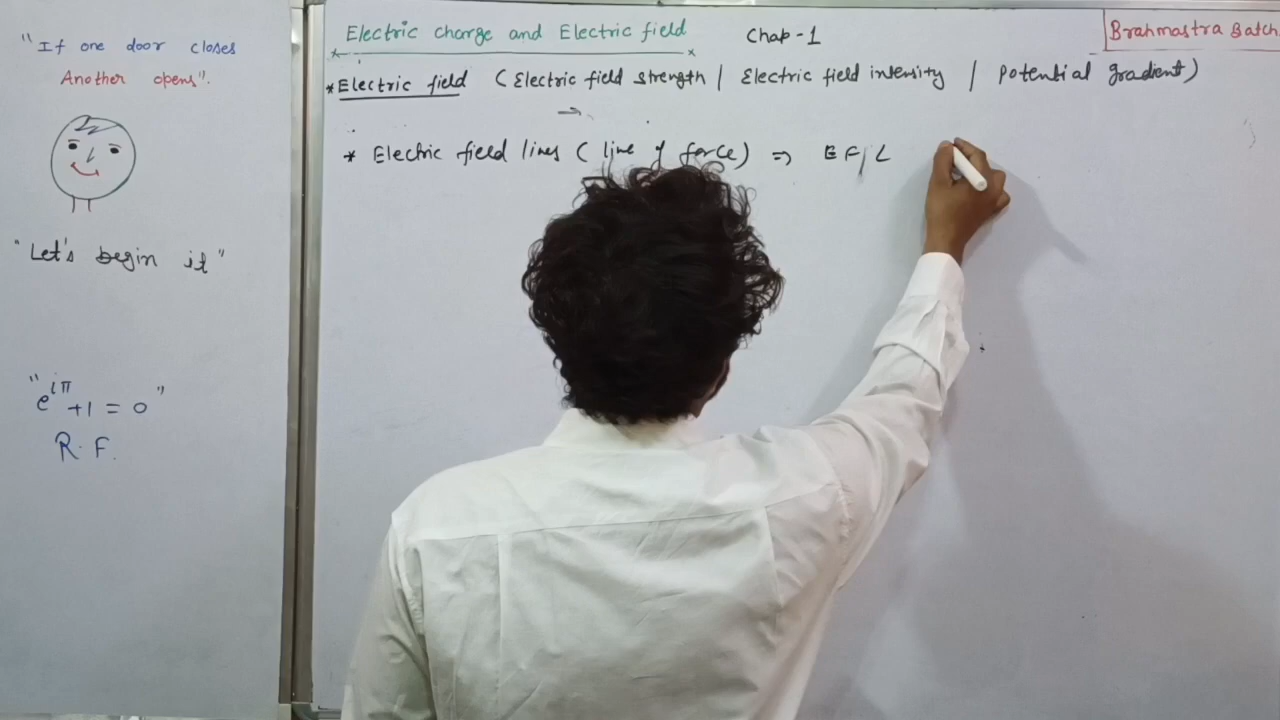 "If one door closes
Another opens".
"Let's begin it"
"e^iπ +1 = 0"
R. F.
Electric charge and Electric field Chap-1
Brahmastra Batch
*Electric field (Electric field strength | Electric field intensity | Potential gradient)
* Electric field lines (line of force) ⇒ EF/L